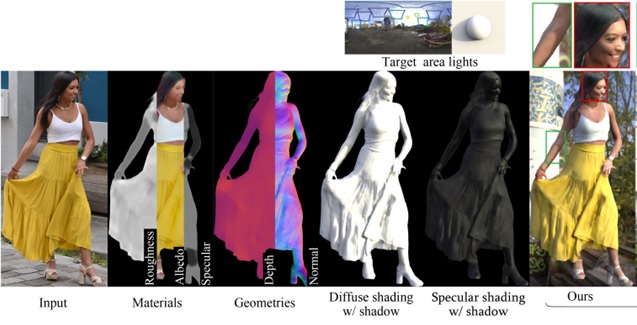 Target area lights
Roughness
Albedo
Specular
Depth
Normal
Input
Materials
Geometries
Diffuse shading
w/ shadow
Specular shading
w/ shadow
Ours